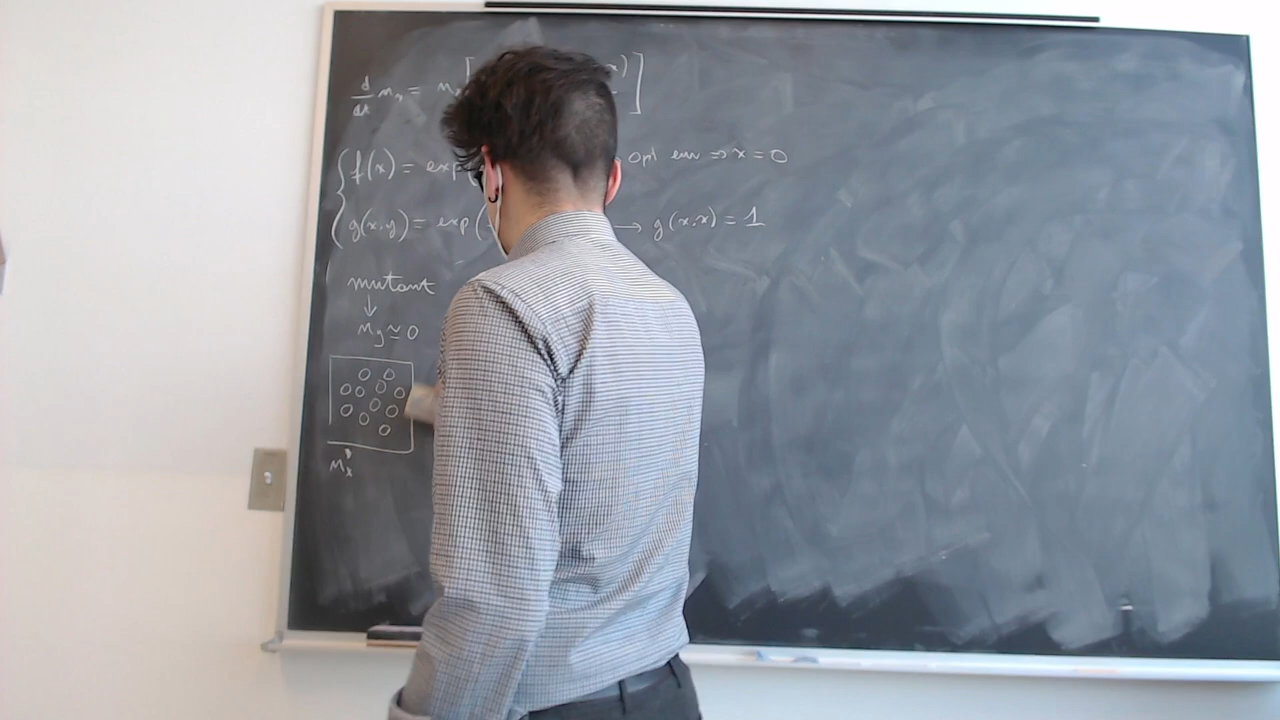 d/dt n_x = n_x [ x) ]
{ f(x) = exp opt env ⇒ x = 0
g(x,y) = exp ( → g(x,x) = 1
mutant
↓
n_y ≃ 0
n_x